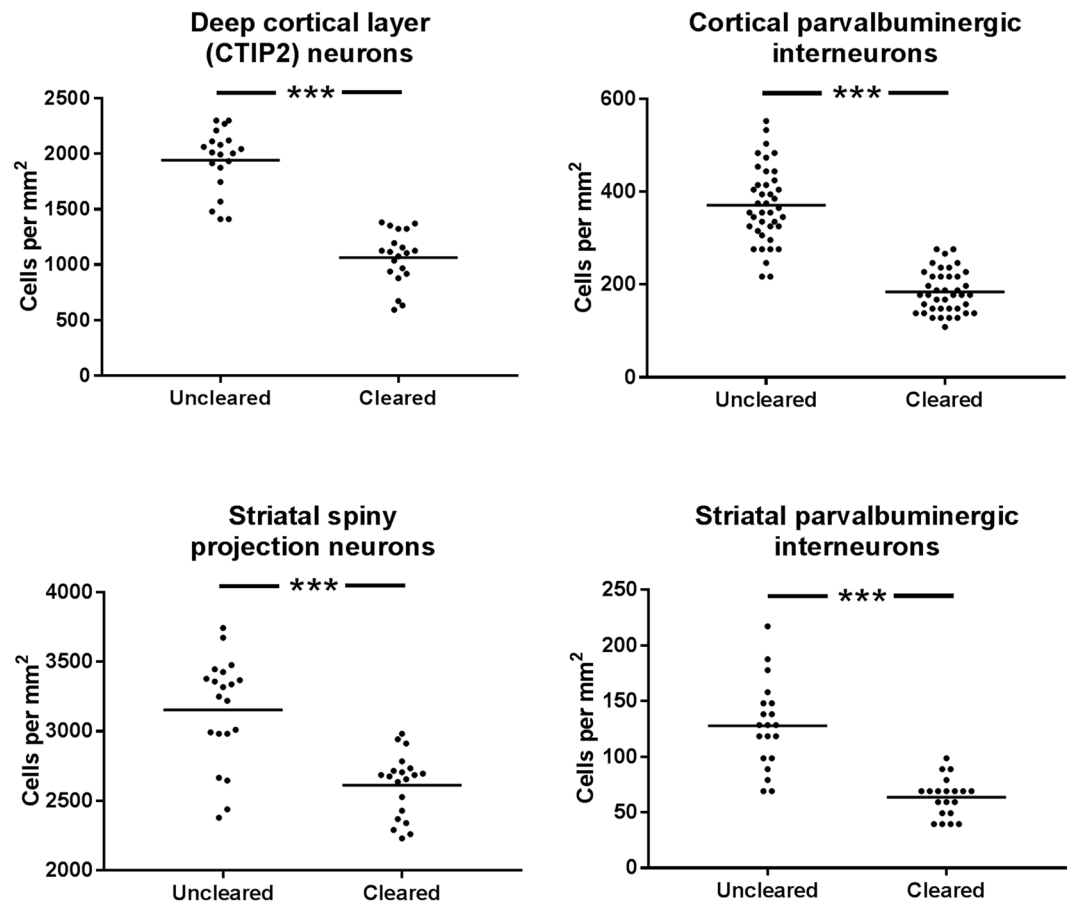 Deep cortical layer
(CTIP2) neurons
***
Cells per mm²
2500
2000
1500
1000
500
0
Uncleared
Cleared
Cortical parvalbuminergic
interneurons
***
Cells per mm²
600
400
200
0
Uncleared
Cleared
Striatal spiny
projection neurons
***
Cells per mm²
4000
3500
3000
2500
2000
Uncleared
Cleared
Striatal parvalbuminergic
interneurons
***
Cells per mm²
250
200
150
100
50
0
Uncleared
Cleared